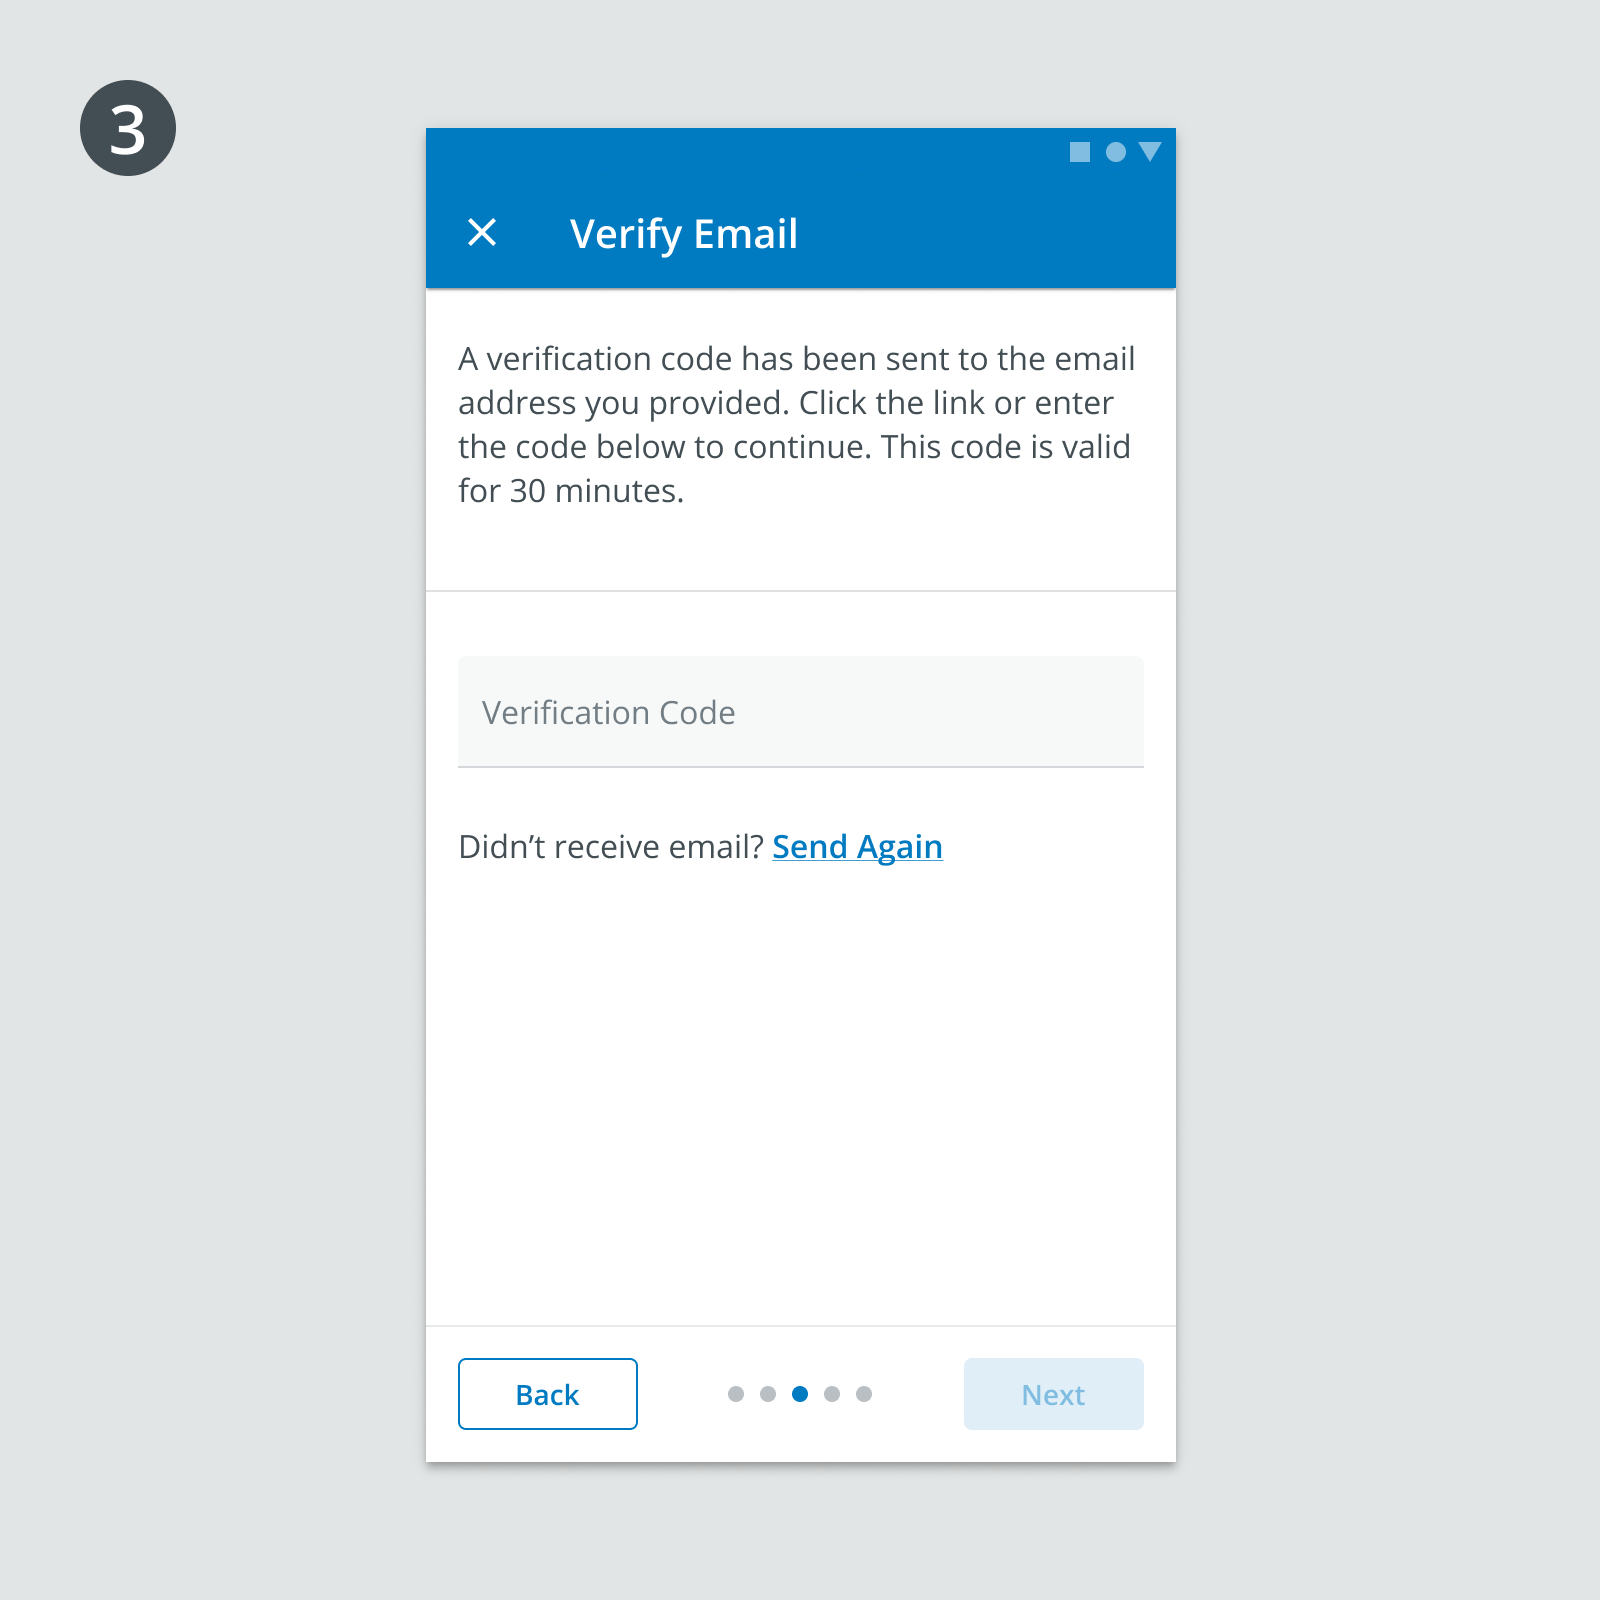 3
Verify Email
A verification code has been sent to the email
address you provided. Click the link or enter
the code below to continue. This code is valid
for 30 minutes.
Verification Code
Didn’t receive email? Send Again
Back
Next